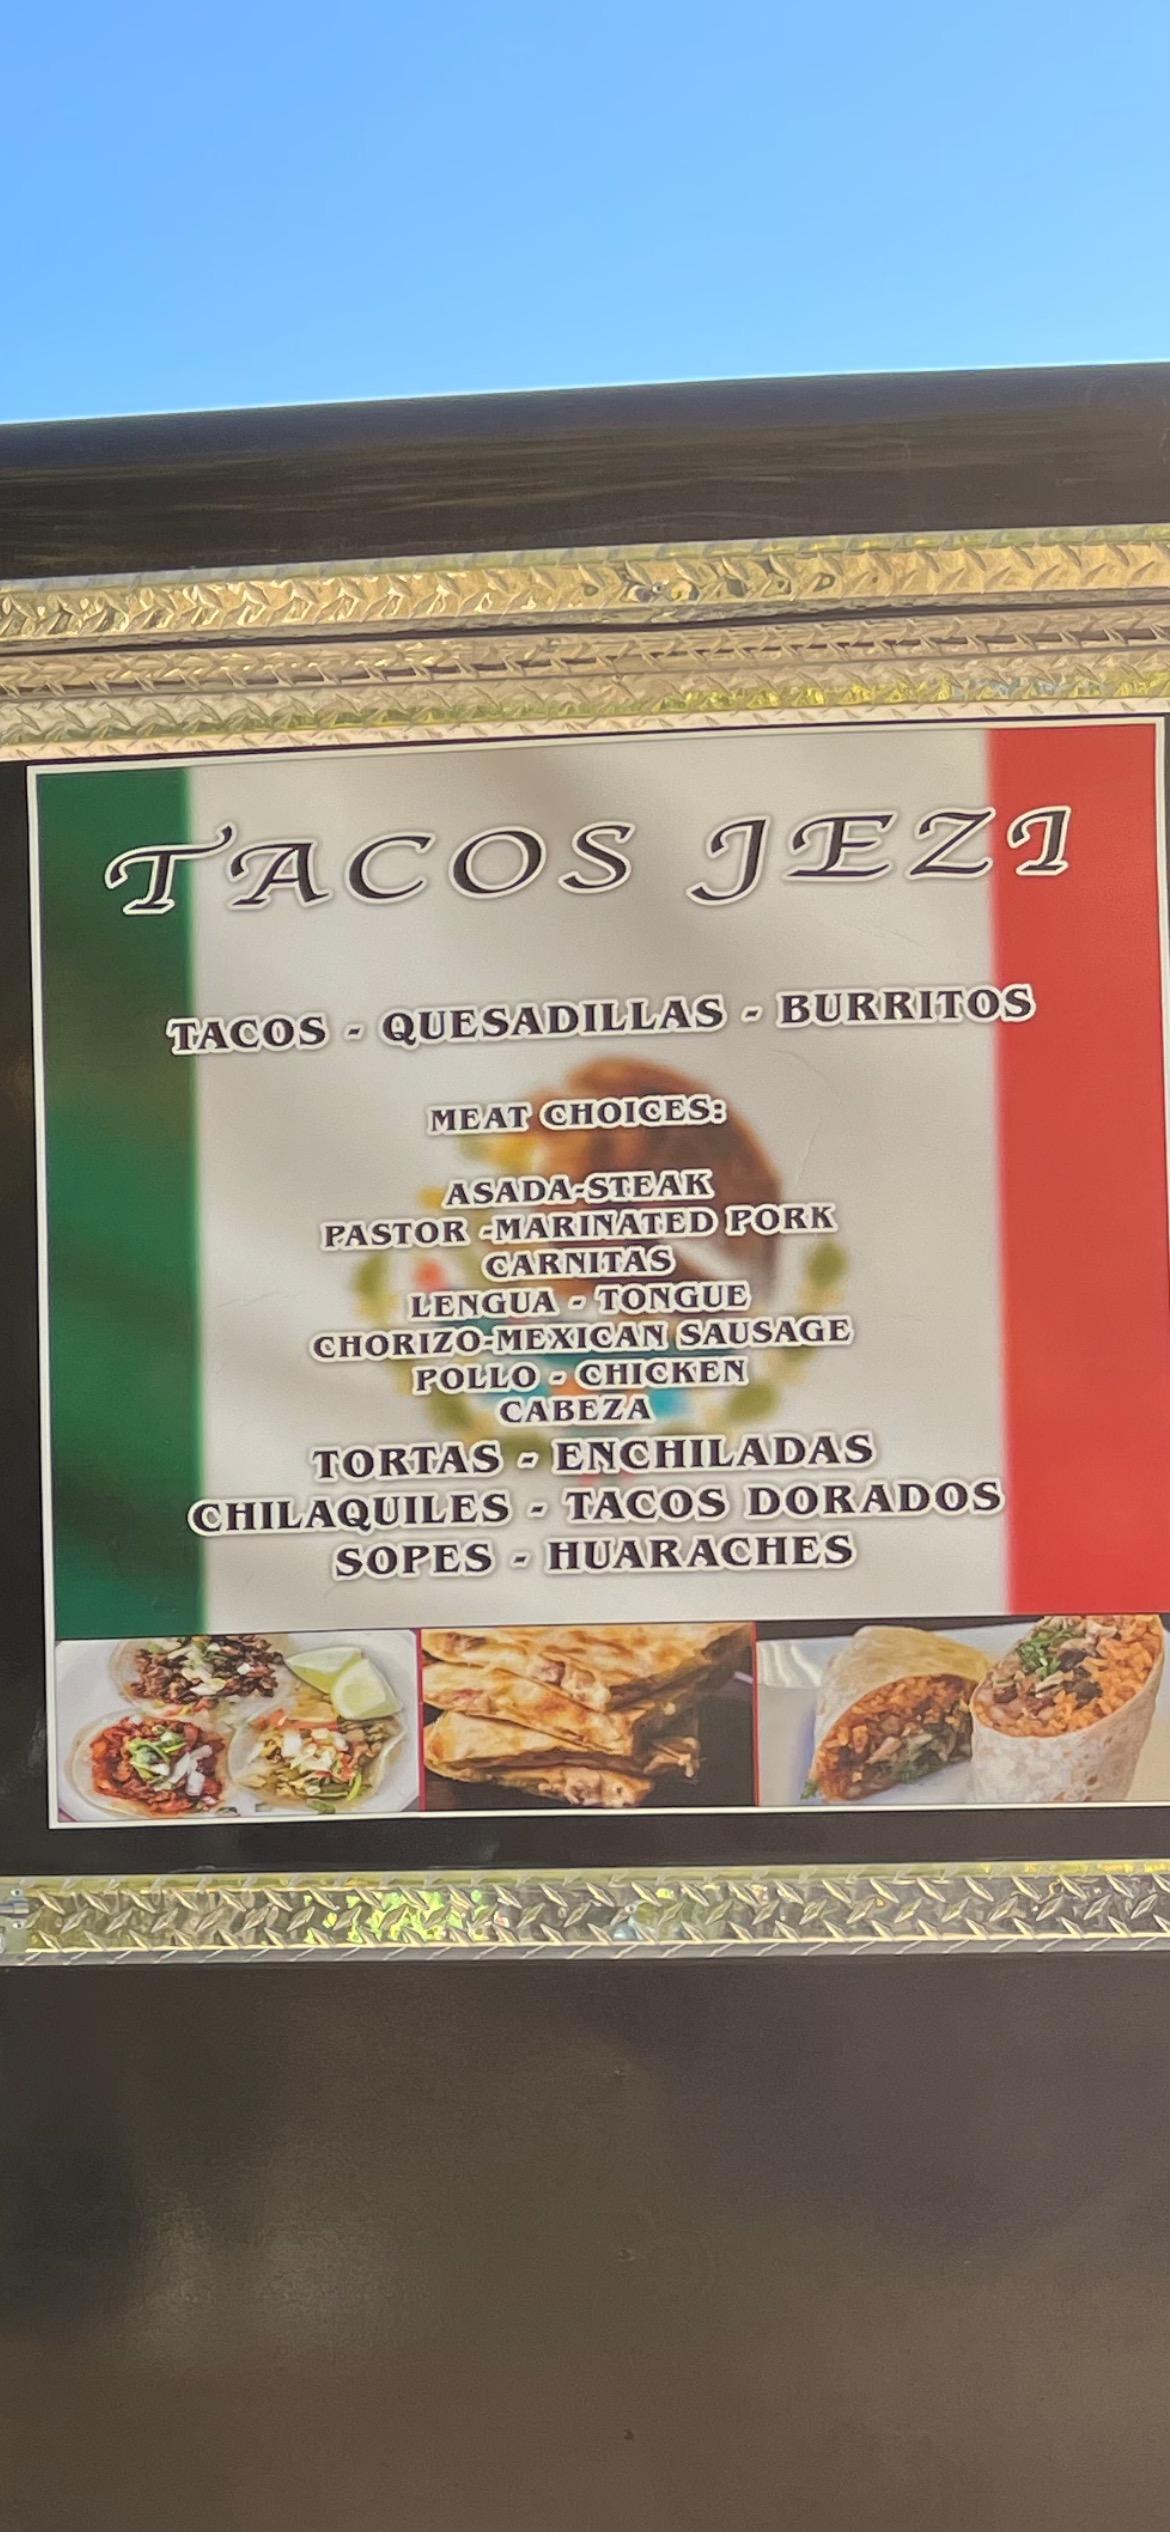 TACOS JEZI
TACOS - QUESADILLAS - BURRITOS
MEAT CHOICES:
ASADA-STEAK
PASTOR -MARINATED PORK
CARNITAS
LENGUA - TONGUE
CHORIZO-MEXICAN SAUSAGE
POLLO - CHICKEN
CABEZA
TORTAS - ENCHILADAS
CHILAQUILES - TACOS DORADOS
SOPES - HUARACHES